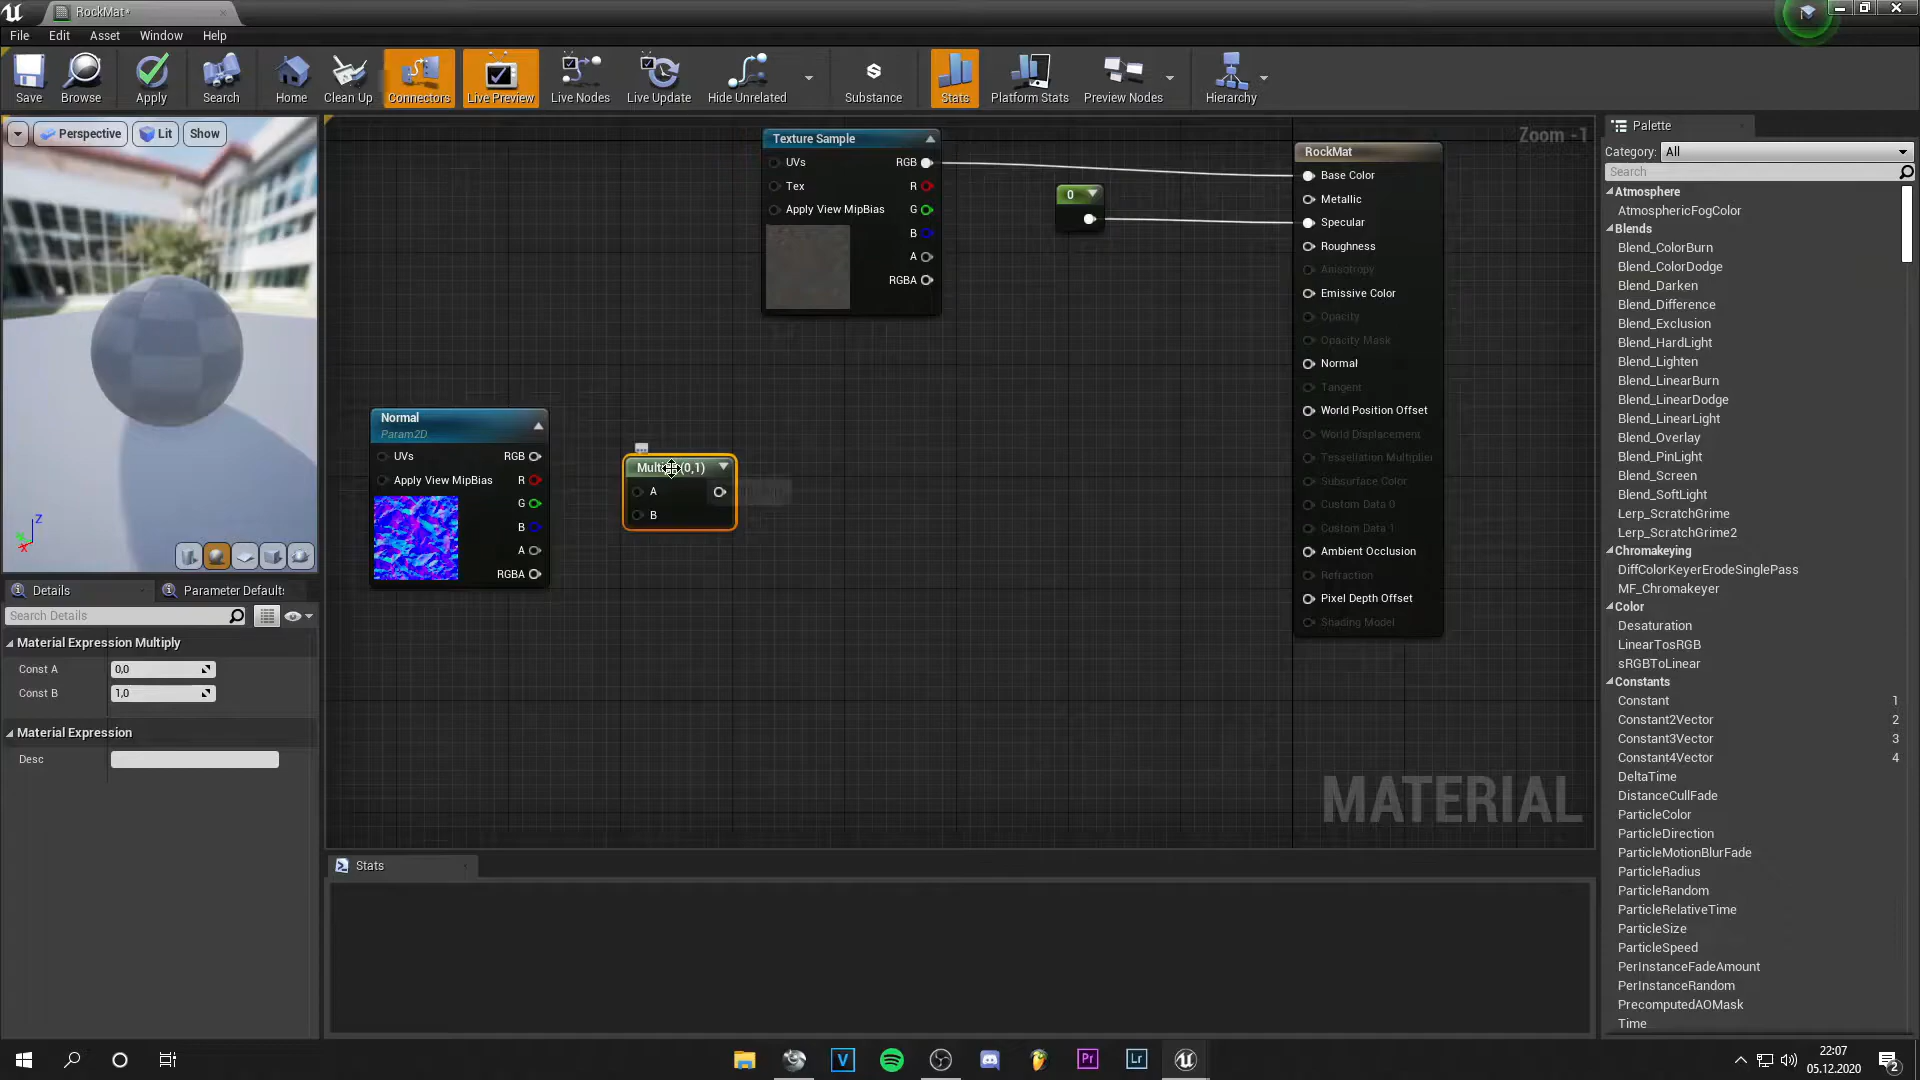 RockMat*
File Edit Asset Window Help
Save Browse Apply Search Home Clean Up Connectors Live Preview Live Nodes Live Update Hide Unrelated Substance Stats Platform Stats Preview Nodes Hierarchy
Perspective Lit Show
Zoom -1
Texture Sample
UVs RGB
Tex R
Apply View MipBias G
B
A
RGBA
0
RockMat
Base Color
Metallic
Specular
Roughness
Anisotropy
Emissive Color
Opacity
Opacity Mask
Normal
Tangent
World Position Offset
World Displacement
Tessellation Multiplier
Subsurface Color
Custom Data 0
Custom Data 1
Ambient Occlusion
Refraction
Pixel Depth Offset
Shading Model
Normal
Param2D
UVs RGB
Apply View MipBias R
G
B
A
RGBA
(0,1)
A
B
MATERIAL
Z
Details Parameter Defaults
Search Details
Material Expression Multiply
Const A 0,0
Const B 1,0
Material Expression
Desc
Stats
Palette
Category: All
Search
Atmosphere
AtmosphericFogColor
Blends
Blend_ColorBurn
Blend_ColorDodge
Blend_Darken
Blend_Difference
Blend_Exclusion
Blend_HardLight
Blend_Lighten
Blend_LinearBurn
Blend_LinearDodge
Blend_LinearLight
Blend_Overlay
Blend_PinLight
Blend_Screen
Blend_SoftLight
Lerp_ScratchGrime
Lerp_ScratchGrime2
Chromakeying
DiffColorKeyerErodeSinglePass
MF_Chromakeyer
Color
Desaturation
LinearTosRGB
sRGBToLinear
Constants
Constant 1
Constant2Vector 2
Constant3Vector 3
Constant4Vector 4
DeltaTime
DistanceCullFade
ParticleColor
ParticleDirection
ParticleMotionBlurFade
ParticleRadius
ParticleRandom
ParticleRelativeTime
ParticleSize
ParticleSpeed
PerInstanceFadeAmount
PerInstanceRandom
PrecomputedAOMask
Time
V
Pr
Lr
22:07
05.12.2020
2